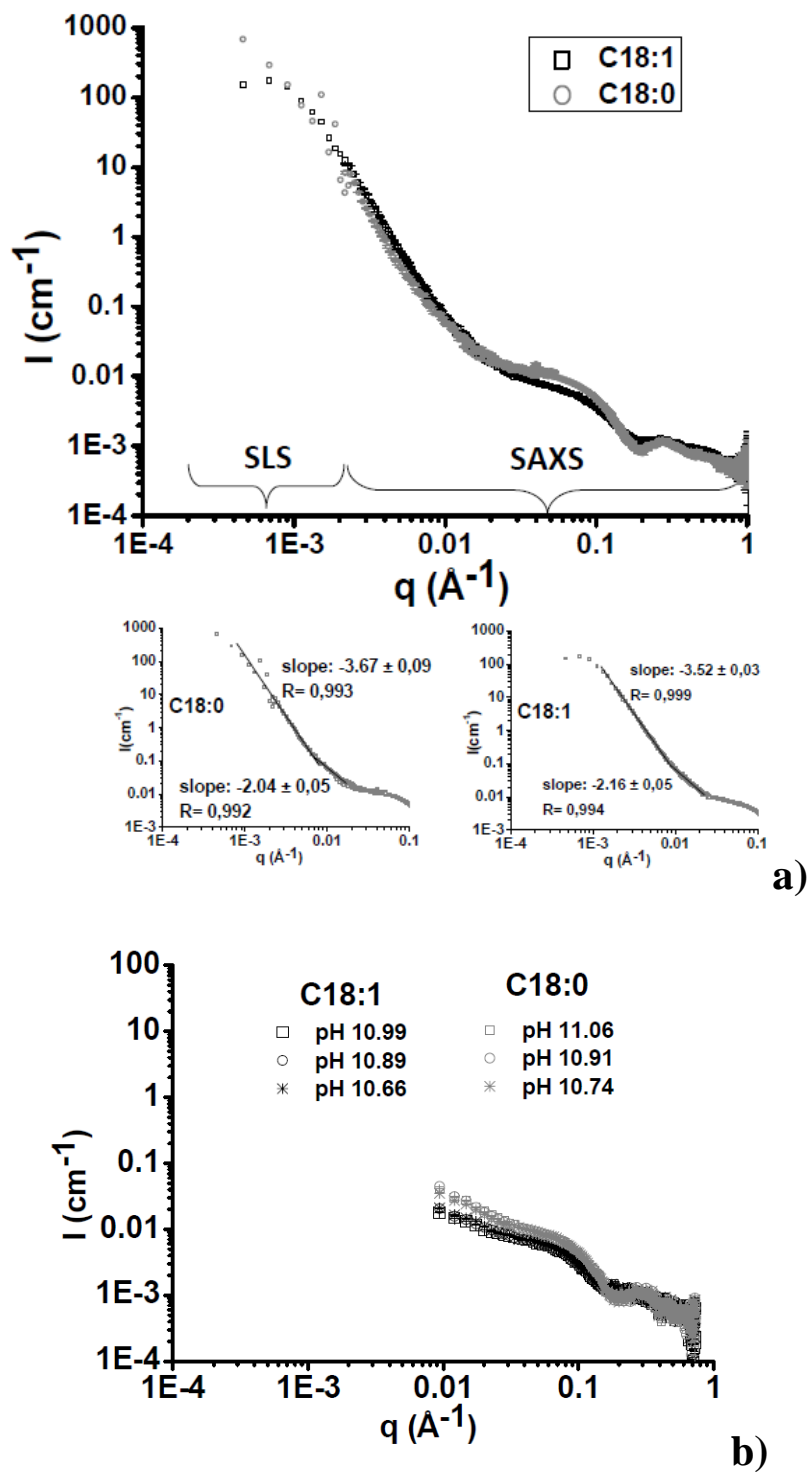 1000
100
10
1
0.1
0.01
1E-3
1E-4
I (cm-1)
C18:1
C18:0
SLS
SAXS
1E-4 1E-3 0.01 0.1 1
q (Å-1)
1000
100
10
1
0.1
0.01
1E-3
I(cm-1)
slope: -3.67 ± 0,09
R= 0,993
C18:0
slope: -2.04 ± 0,05
R= 0,992
1E-4 1E-3 0.01 0.1
q (Å-1)
1000
100
10
1
0.1
0.01
1E-3
I(cm-1)
slope: -3.52 ± 0,03
R= 0,999
C18:1
slope: -2.16 ± 0,05
R= 0,994
1E-4 1E-3 0.01 0.1
q (Å-1)
a)
100
10
1
0.1
0.01
1E-3
1E-4
I (cm-1)
C18:1 C18:0
pH 10.99 pH 11.06
pH 10.89 pH 10.91
pH 10.66 pH 10.74
1E-4 1E-3 0.01 0.1 1
q (Å-1)
b)